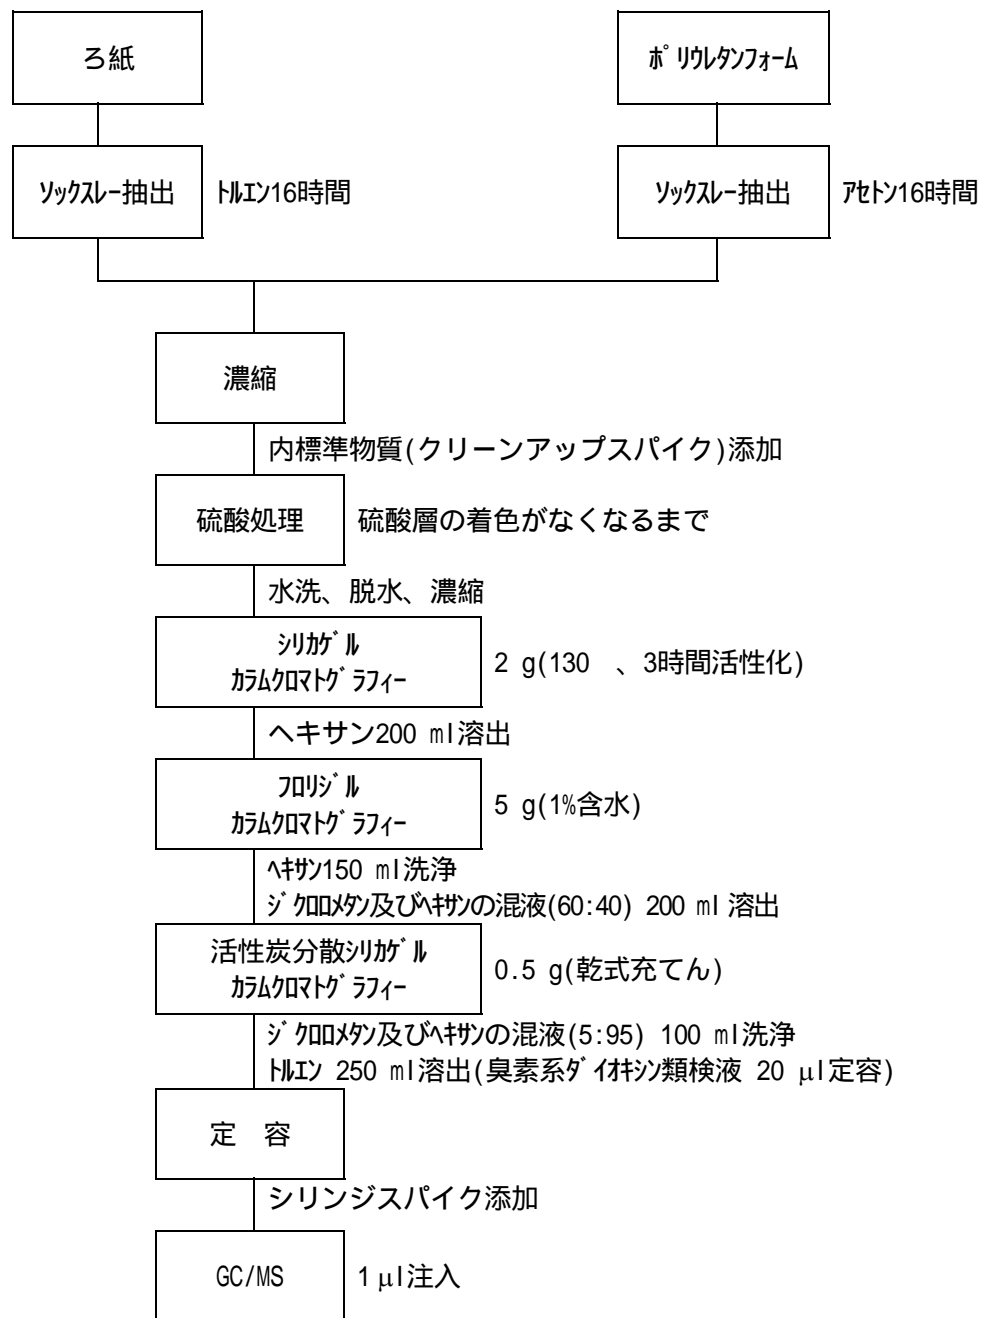 ろ紙
ﾎﾟﾘｳﾚﾀﾝﾌｫｰﾑ
ｿｯｸｽﾚｰ抽出
ﾄﾙｴﾝ16時間
ｿｯｸｽﾚｰ抽出
ｱｾﾄﾝ16時間
濃縮
内標準物質(クリーンアップスパイク)添加
硫酸処理
硫酸層の着色がなくなるまで
水洗、脱水、濃縮
ｼﾘｶｹﾞﾙ
ｶﾗﾑｸﾛﾏﾄｸﾞﾗﾌｨｰ
2 g(130　、3時間活性化)
ヘキサン200 ml溶出
ﾌﾛﾘｼﾞﾙ
ｶﾗﾑｸﾛﾏﾄｸﾞﾗﾌｨｰ
5 g(1%含水)
ﾍｷｻﾝ150 ml洗浄
ｼﾞｸﾛﾛﾒﾀﾝ及びﾍｷｻﾝの混液(60:40) 200 ml 溶出
活性炭分散ｼﾘｶｹﾞﾙ
ｶﾗﾑｸﾛﾏﾄｸﾞﾗﾌｨｰ
0.5 g(乾式充てん)
ｼﾞｸﾛﾛﾒﾀﾝ及びﾍｷｻﾝの混液(5:95) 100 ml洗浄
ﾄﾙｴﾝ 250 ml溶出(臭素系ﾀﾞｲｵｷｼﾝ類検液 20 μl定容)
定　容
シリンジスパイク添加
GC/MS
1 μl注入